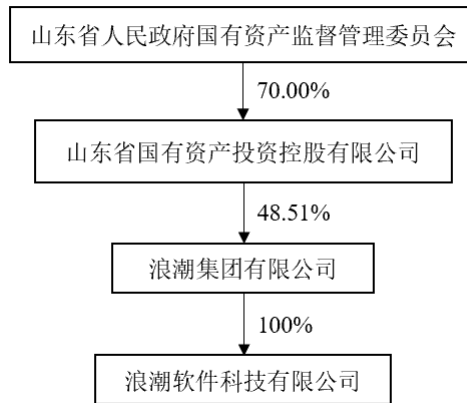 山东省人民政府国有资产监督管理委员会
70.00%
山东省国有资产投资控股有限公司
48.51%
浪潮集团有限公司
100%
浪潮软件科技有限公司